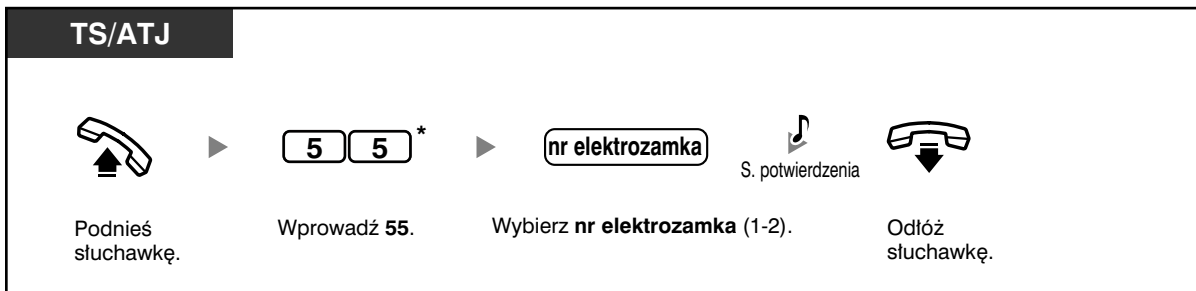 TS/ATJ
5 5 *
nr elektrozamka
S. potwierdzenia
Podnieś
słuchawkę.
Wprowadź 55.
Wybierz nr elektrozamka (1-2).
Odłóż
słuchawkę.